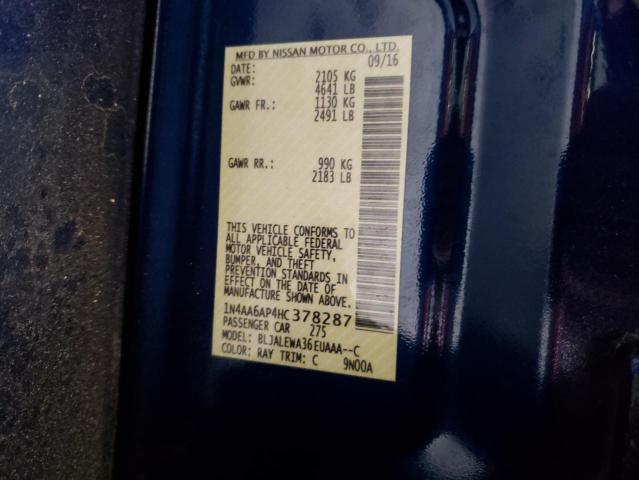 MFD BY NISSAN MOTOR CO., LTD.
DATE: 09/16
GVWR: 2105 KG
4641 LB
GAWR FR.: 1130 KG
2491 LB
GAWR RR.: 990 KG
2183 LB
THIS VEHICLE CONFORMS TO
ALL APPLICABLE FEDERAL
MOTOR VEHICLE SAFETY,
BUMPER, AND THEFT
PREVENTION STANDARDS IN
EFFECT ON THE DATE OF
MANUFACTURE SHOWN ABOVE.
1N4AA6AP4HC378287
PASSENGER CAR 275
MODEL: BLJALEWA36EUAAA--C
COLOR: RAY TRIM: C 9N00A